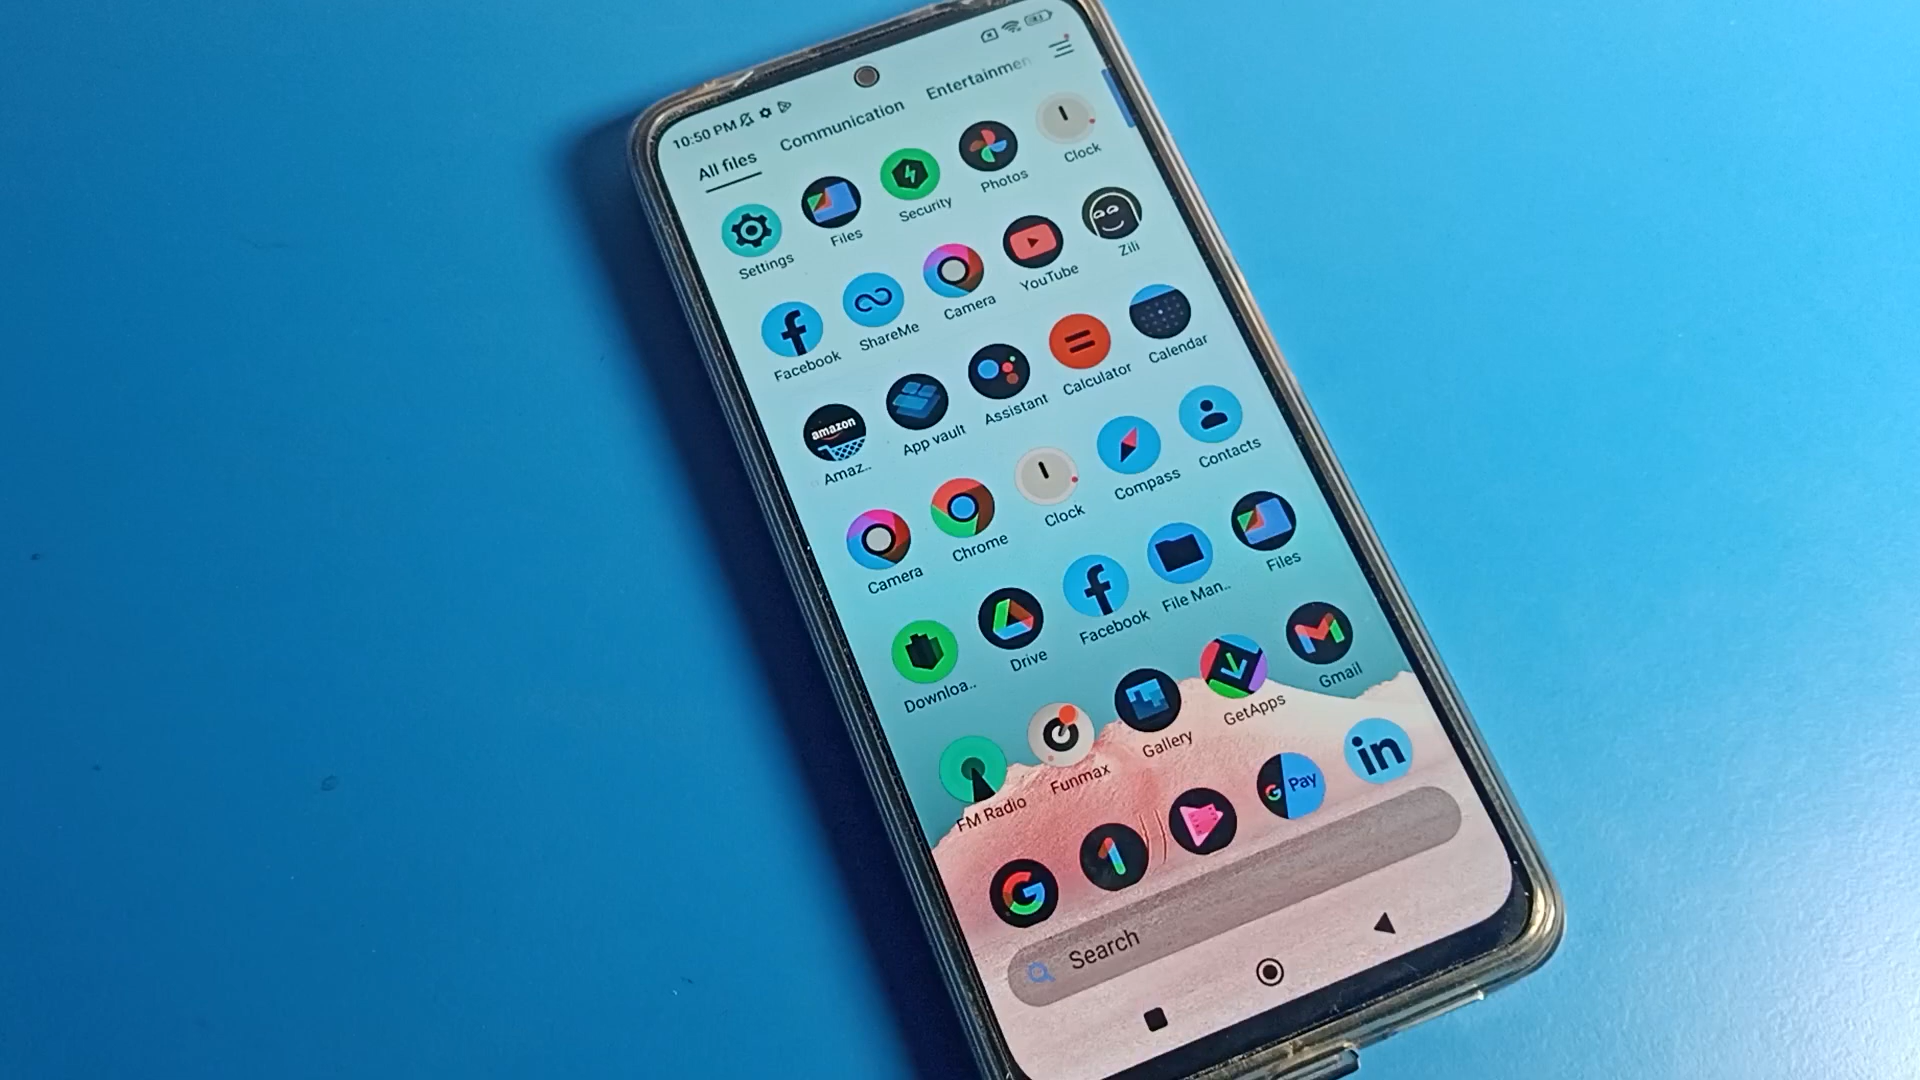 10:50 PM
All files Communication Entertainmen
Settings Files Security Photos Clock
Facebook ShareMe Camera YouTube Zili
amazon
Amaz.. App vault Assistant Calculator Calendar
Camera Chrome Clock Compass Contacts
Downloa.. Drive Facebook File Man.. Files
FM Radio Funmax Gallery GetApps Gmail
G 1 G Pay in
Search